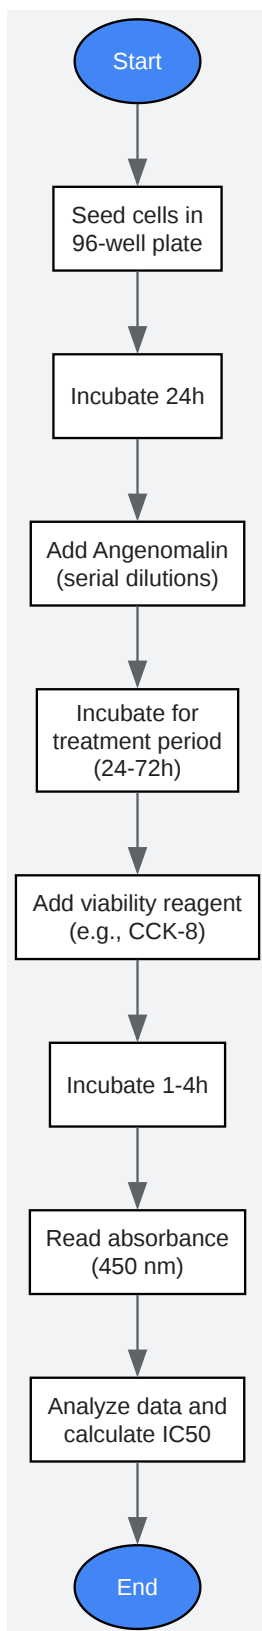 Start
Seed cells in
96-well plate
Incubate 24h
Add Angenomalin
(serial dilutions)
Incubate for
treatment period
(24-72h)
Add viability reagent
(e.g., CCK-8)
Incubate 1-4h
Read absorbance
(450 nm)
Analyze data and
calculate IC50
End